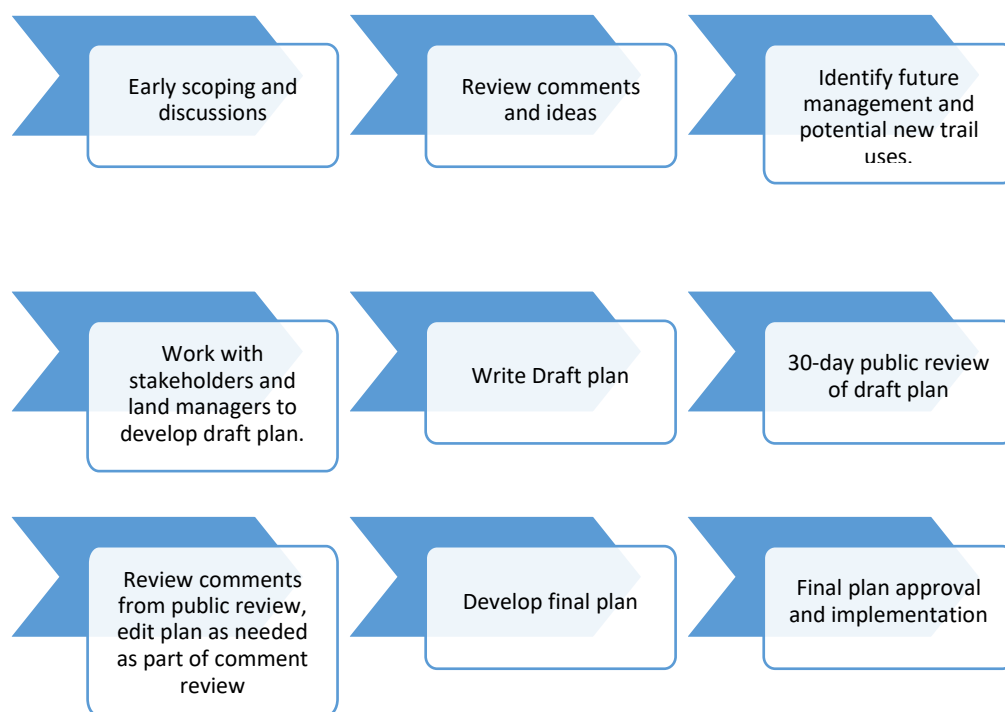 Early scoping and
discussions
Review comments
and ideas
Identify future
management and
potential new trail
uses.
Work with
stakeholders and
land managers to
develop draft plan.
Write Draft plan
30-day public review
of draft plan
Review comments
from public review,
edit plan as needed
as part of comment
review
Develop final plan
Final plan approval
and implementation